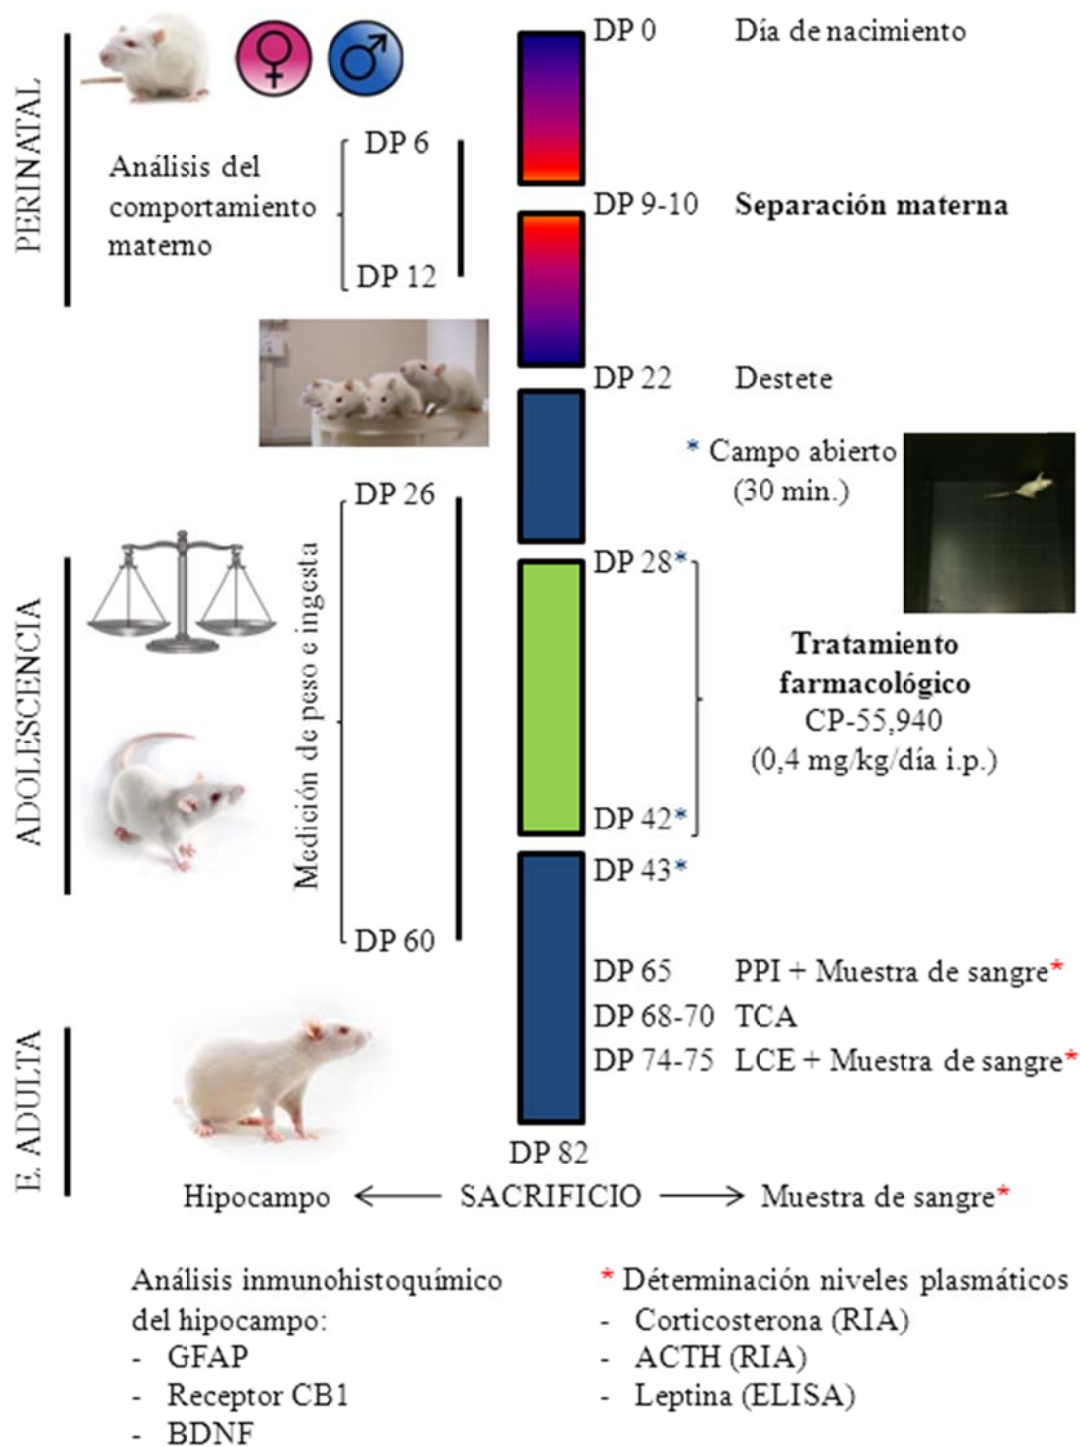 PERINATAL
DP 0 Día de nacimiento
DP 6
Análisis del
comportamiento
materno
DP 12
DP 9-10 Separación materna
DP 22 Destete
* Campo abierto
(30 min.)
DP 26
Medición de peso e ingesta
ADOLESCENCIA
DP 28*
Tratamiento
farmacológico
CP-55,940
(0,4 mg/kg/día i.p.)
DP 42*
DP 43*
DP 60
DP 65 PPI + Muestra de sangre*
DP 68-70 TCA
DP 74-75 LCE + Muestra de sangre*
E. ADULTA
DP 82
Hipocampo ← SACRIFICIO → Muestra de sangre*
Análisis inmunohistoquímico
del hipocampo:
- GFAP
- Receptor CB1
- BDNF
* Déterminación niveles plasmáticos
- Corticosterona (RIA)
- ACTH (RIA)
- Leptina (ELISA)